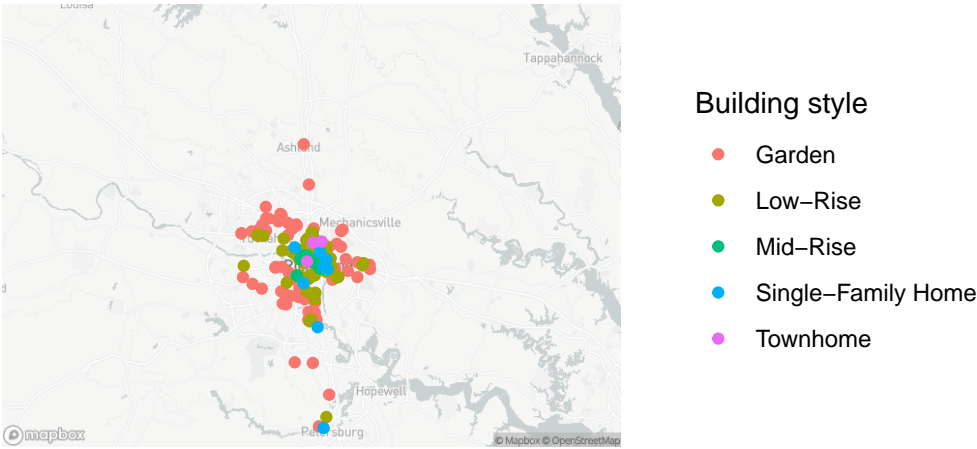 Louisa
Tappahannock
Ashland
Mechanicsville
Hopewell
Petersburg
mapbox
© Mapbox © OpenStreetMap
Building style
Garden
Low−Rise
Mid−Rise
Single−Family Home
Townhome